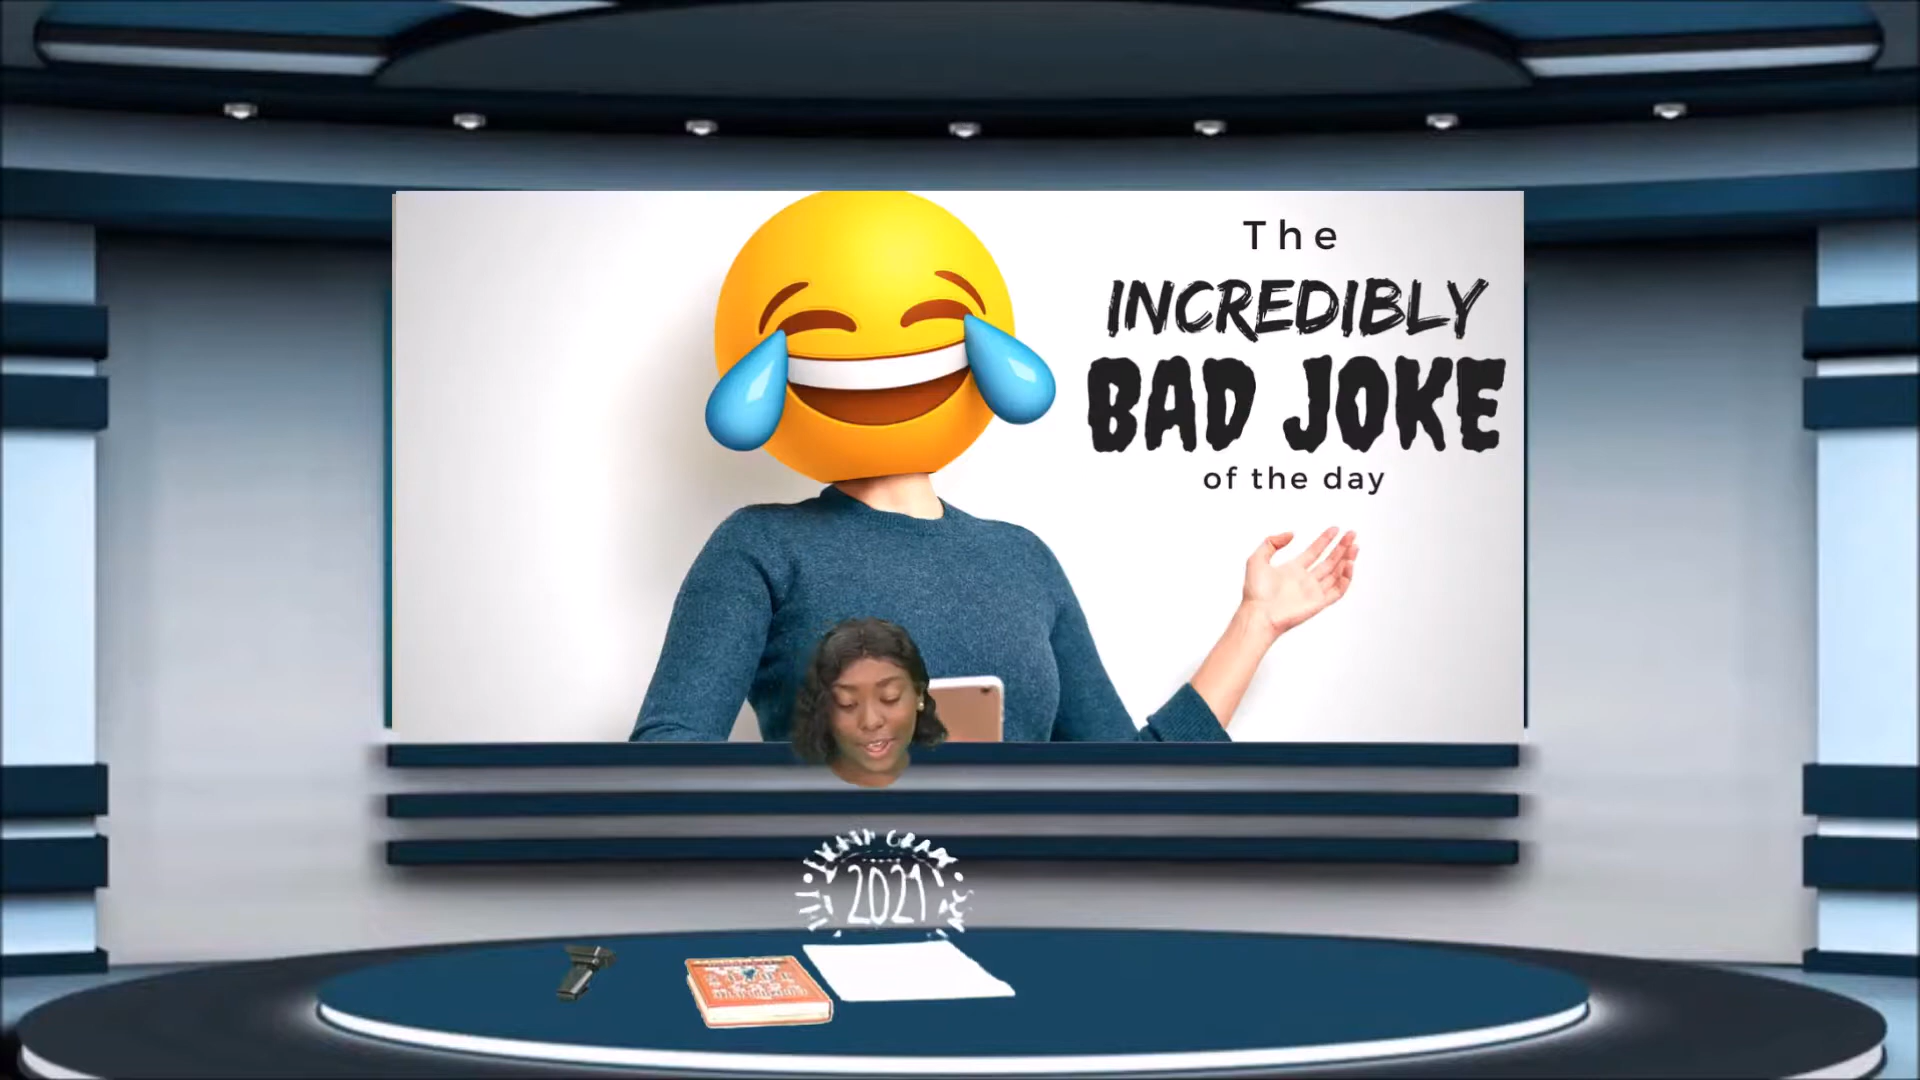 The
INCREDIBLY
BAD JOKE
of the day
2021